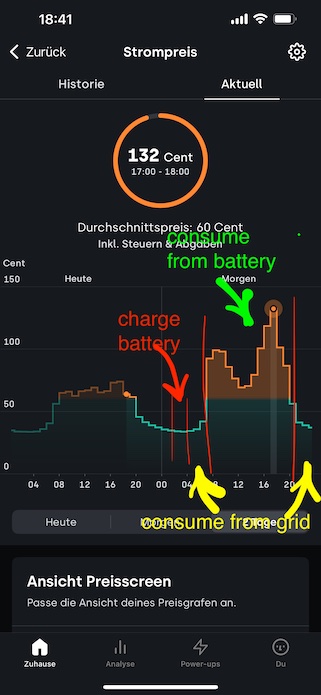 18:41
Zurück
Strompreis
Historie
Aktuell
132 Cent
17:00 - 18:00
Durchschnittspreis: 60 Cent
Inkl. Steuern & Abgaben
consume
from battery
Cent
150
Heute
Morgen
charge
battery
100
50
0
04 08 12 16 20 00 04 08 12 16 20
Heute
consume from grid
Ansicht Preisscreen
Passe die Ansicht deines Preisgrafen an.
Zuhause
Analyse
Power-ups
Du